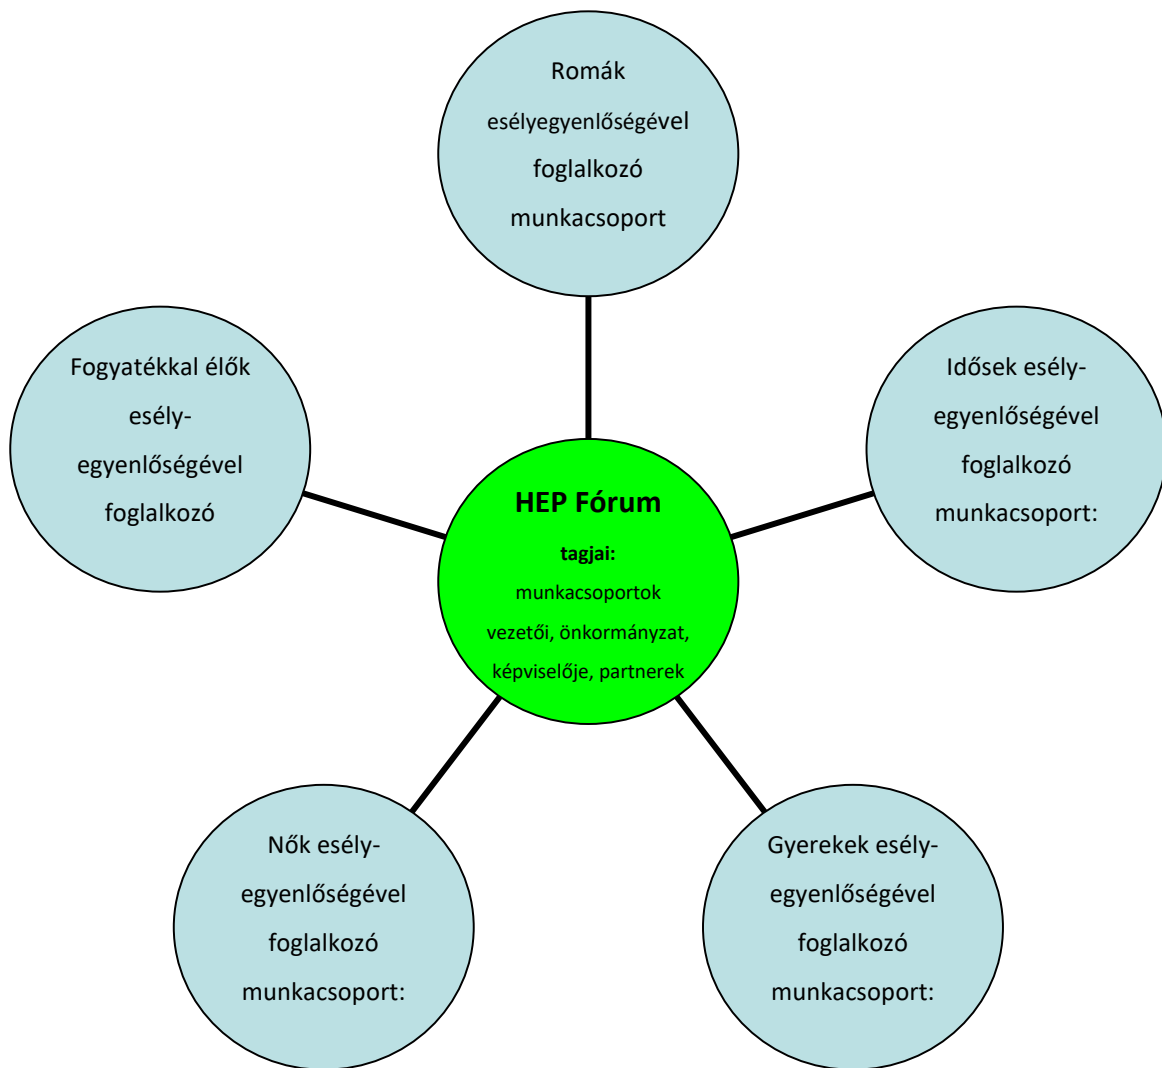 Romák
esélyegyenlőségével
foglalkozó
munkacsoport
Fogyatékkal élők
esély-
egyenlőségével
foglalkozó
Idősek esély-
egyenlőségével
foglalkozó
munkacsoport:
HEP Fórum
tagjai:
munkacsoportok
vezetői, önkormányzat,
képviselője, partnerek
Nők esély-
egyenlőségével
foglalkozó
munkacsoport:
Gyerekek esély-
egyenlőségével
foglalkozó
munkacsoport: